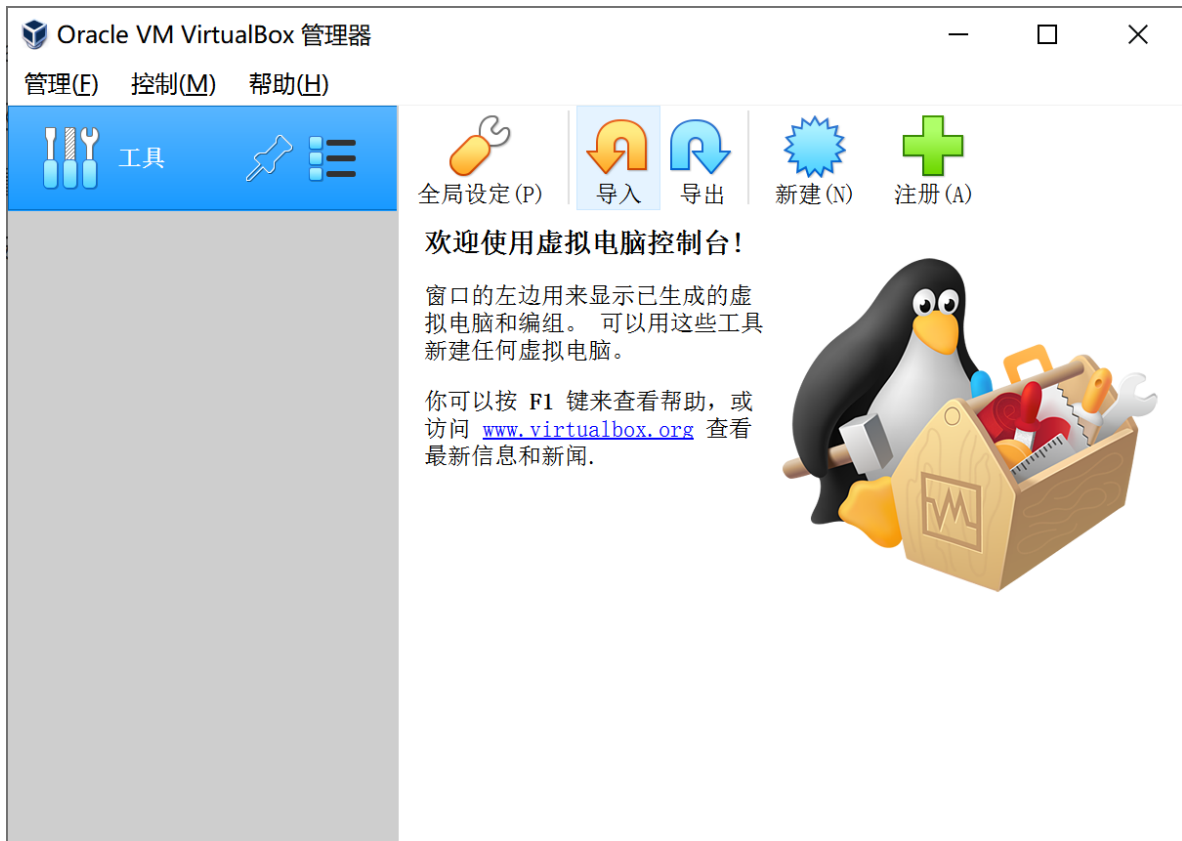 Oracle VM VirtualBox 管理器
管理(F) 控制(M) 帮助(H)
工具
全局设定(P) 导入 导出 新建(N) 注册(A)
欢迎使用虚拟电脑控制台!
窗口的左边用来显示已生成的虚
拟电脑和编组。 可以用这些工具
新建任何虚拟电脑。
你可以按 F1 键来查看帮助，或
访问 www.virtualbox.org 查看
最新信息和新闻.